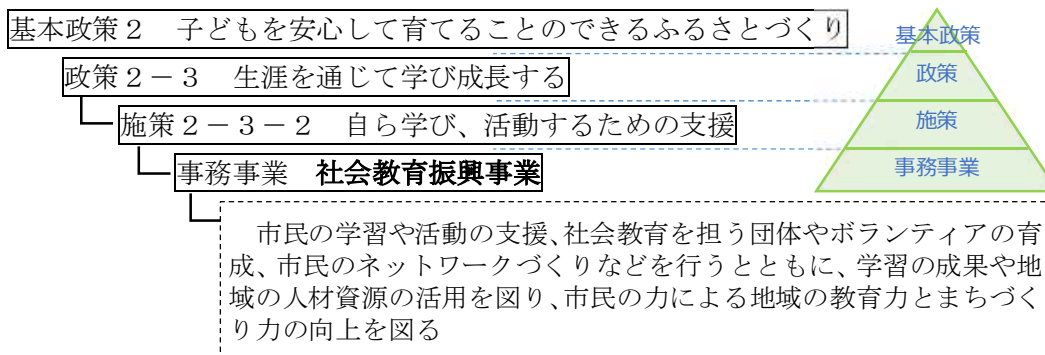 基本政策２　子どもを安心して育てることのできるふるさとづくり
政策２－３　生涯を通じて学び成長する
施策２－３－２　自ら学び、活動するための支援
事務事業　社会教育振興事業
市民の学習や活動の支援、社会教育を担う団体やボランティアの育
成、市民のネットワークづくりなどを行うとともに、学習の成果や地
域の人材資源の活用を図り、市民の力による地域の教育力とまちづく
り力の向上を図る
基本政策
政策
施策
事務事業